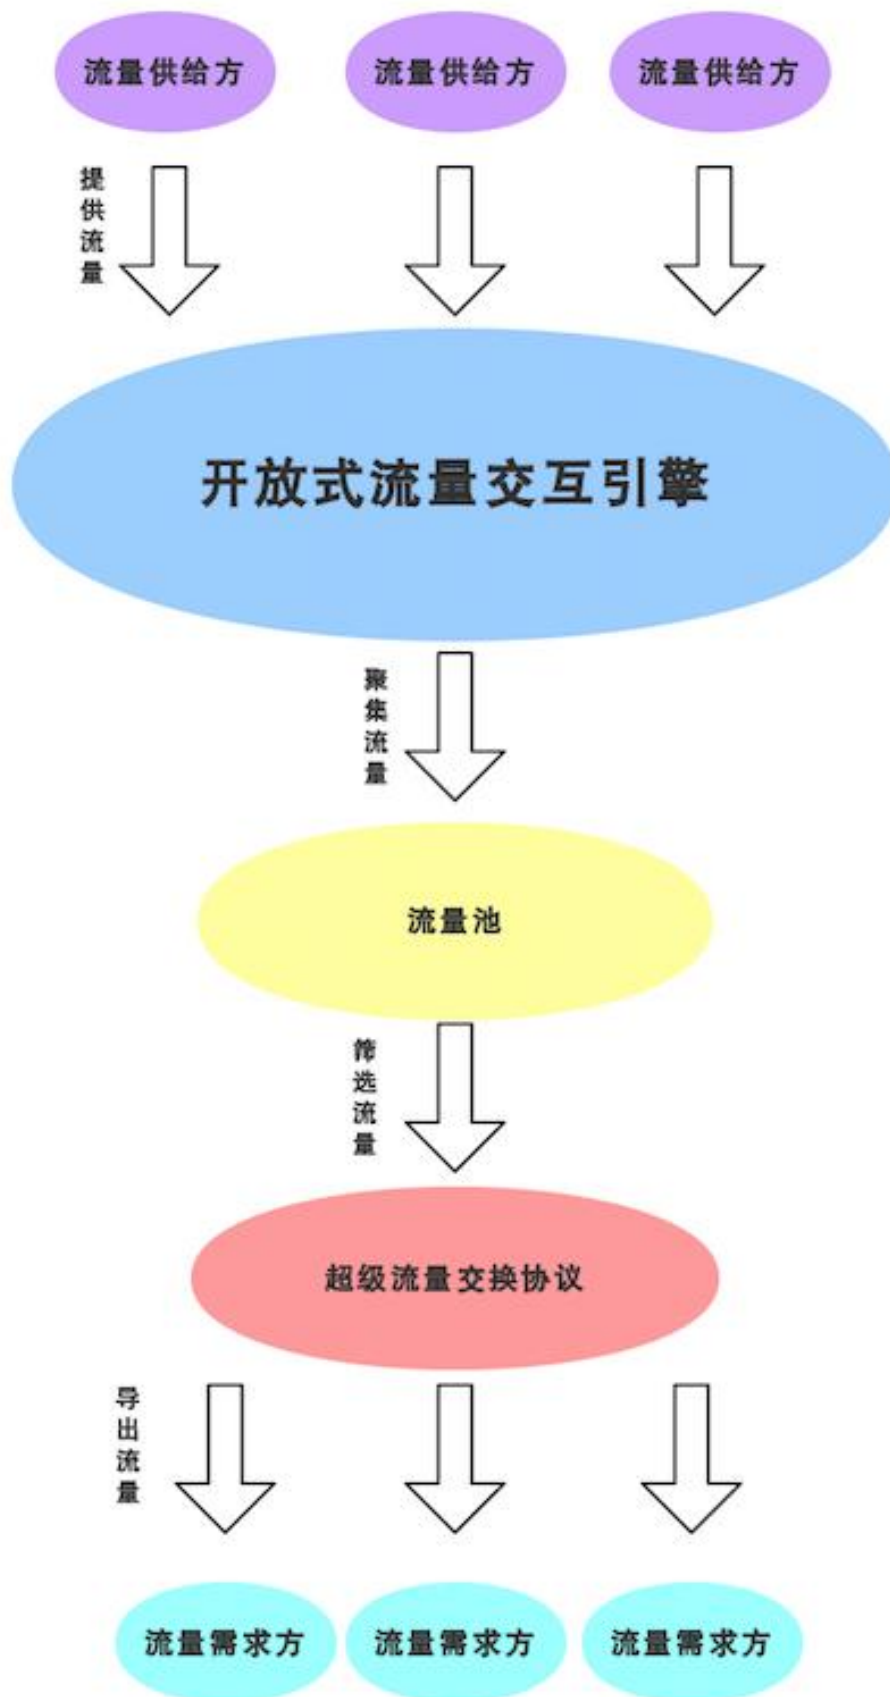 流量供给方
流量供给方
流量供给方
提供流量
开放式流量交互引擎
聚集流量
流量池
筛选流量
超级流量交换协议
导出流量
流量需求方
流量需求方
流量需求方